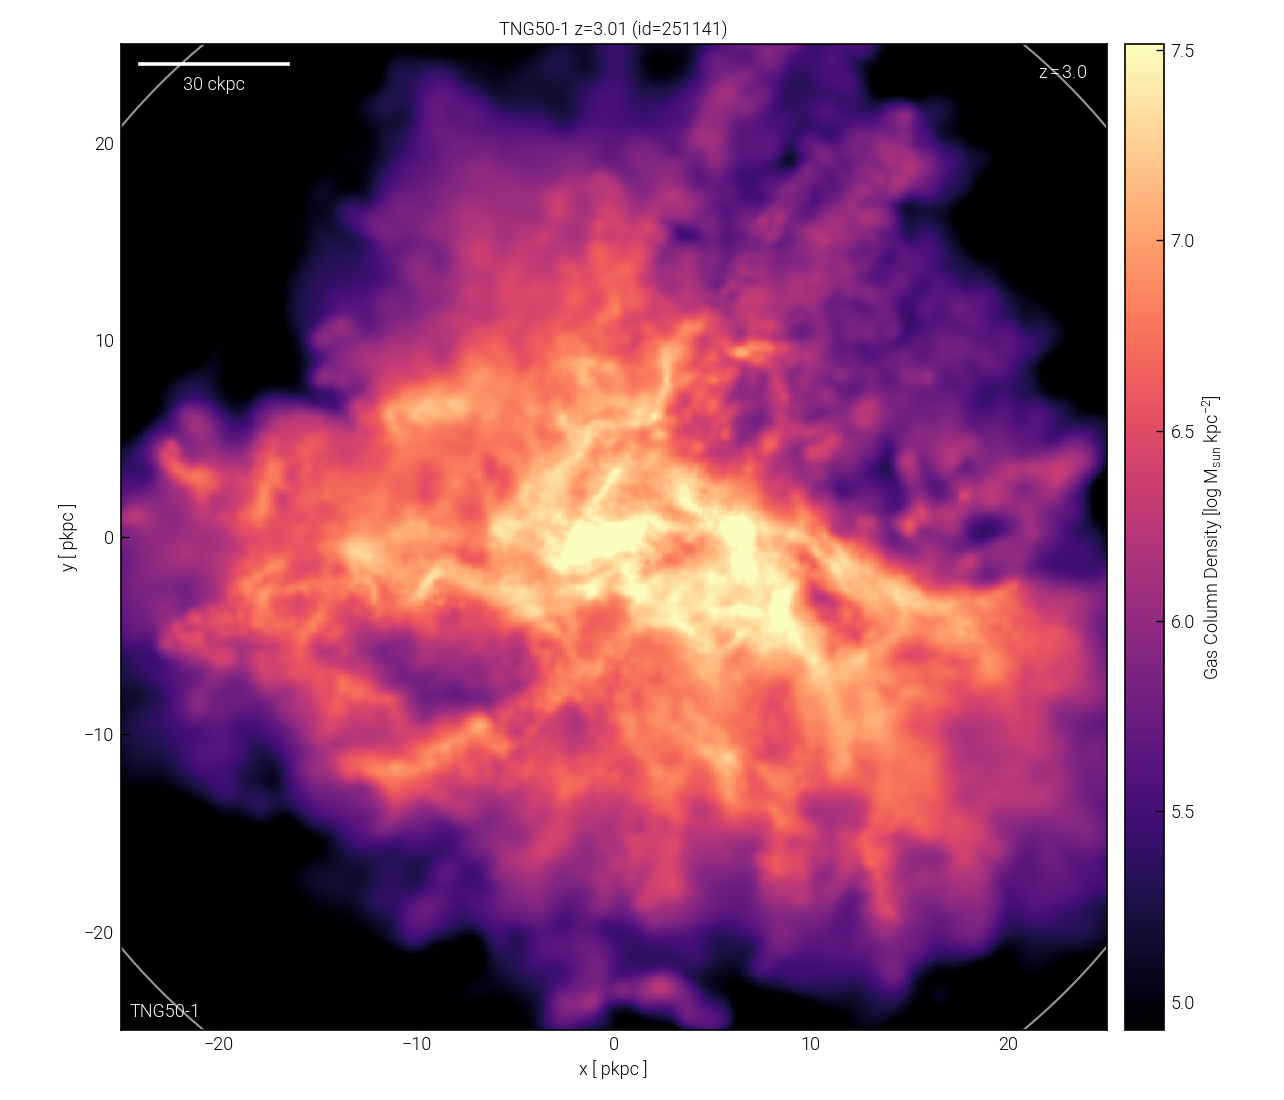 TNG50-1 z=3.01 (id=251141)
30 ckpc
z=3.0
TNG50-1
20
10
0
−10
−20
y [ pkpc ]
−20
−10
0
10
20
x [ pkpc ]
7.5
7.0
6.5
6.0
5.5
5.0
Gas Column Density [log M_sun kpc⁻²]